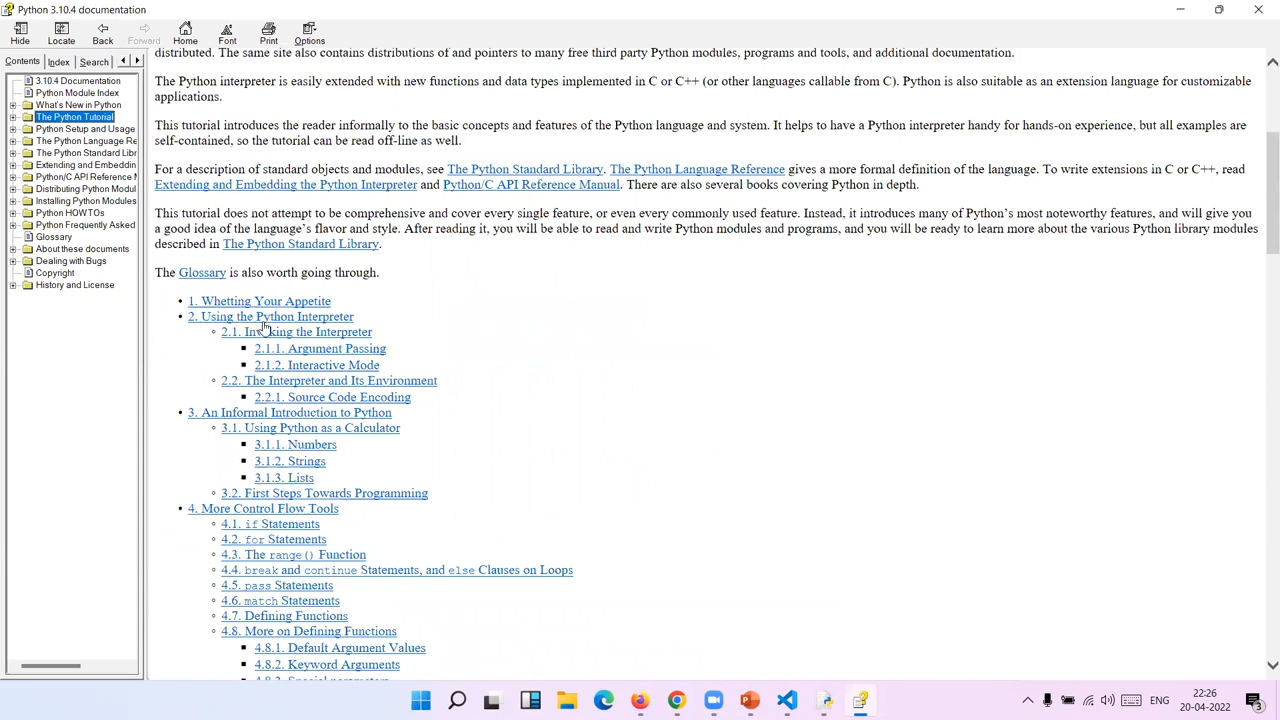 Python 3.10.4 documentation
Hide Locate Back Forward Home Font Print Options
Contents Index Search
3.10.4 Documentation
Python Module Index
What's New in Python
The Python Tutorial
Python Setup and Usage
The Python Language Re
The Python Standard Libr
Extending and Embeddin
Python/C API Reference M
Distributing Python Modul
Installing Python Modules
Python HOWTOs
Python Frequently Asked
Glossary
About these documents
Dealing with Bugs
Copyright
History and License
distributed. The same site also contains distributions of and pointers to many free third party Python modules, programs and tools, and additional documentation.
The Python interpreter is easily extended with new functions and data types implemented in C or C++ (or other languages callable from C). Python is also suitable as an extension language for customizable
applications.
This tutorial introduces the reader informally to the basic concepts and features of the Python language and system. It helps to have a Python interpreter handy for hands-on experience, but all examples are
self-contained, so the tutorial can be read off-line as well.
For a description of standard objects and modules, see The Python Standard Library. The Python Language Reference gives a more formal definition of the language. To write extensions in C or C++, read
Extending and Embedding the Python Interpreter and Python/C API Reference Manual. There are also several books covering Python in depth.
This tutorial does not attempt to be comprehensive and cover every single feature, or even every commonly used feature. Instead, it introduces many of Python's most noteworthy features, and will give you
a good idea of the language's flavor and style. After reading it, you will be able to read and write Python modules and programs, and you will be ready to learn more about the various Python library modules
described in The Python Standard Library.
The Glossary is also worth going through.
• 1. Whetting Your Appetite
• 2. Using the Python Interpreter
◦ 2.1. Invoking the Interpreter
▪ 2.1.1. Argument Passing
▪ 2.1.2. Interactive Mode
◦ 2.2. The Interpreter and Its Environment
▪ 2.2.1. Source Code Encoding
• 3. An Informal Introduction to Python
◦ 3.1. Using Python as a Calculator
▪ 3.1.1. Numbers
▪ 3.1.2. Strings
▪ 3.1.3. Lists
◦ 3.2. First Steps Towards Programming
• 4. More Control Flow Tools
◦ 4.1. if Statements
◦ 4.2. for Statements
◦ 4.3. The range() Function
◦ 4.4. break and continue Statements, and else Clauses on Loops
◦ 4.5. pass Statements
◦ 4.6. match Statements
◦ 4.7. Defining Functions
◦ 4.8. More on Defining Functions
▪ 4.8.1. Default Argument Values
▪ 4.8.2. Keyword Arguments
▪ 4.8.3. Special parameters
ENG
22:26
20-04-2022
3